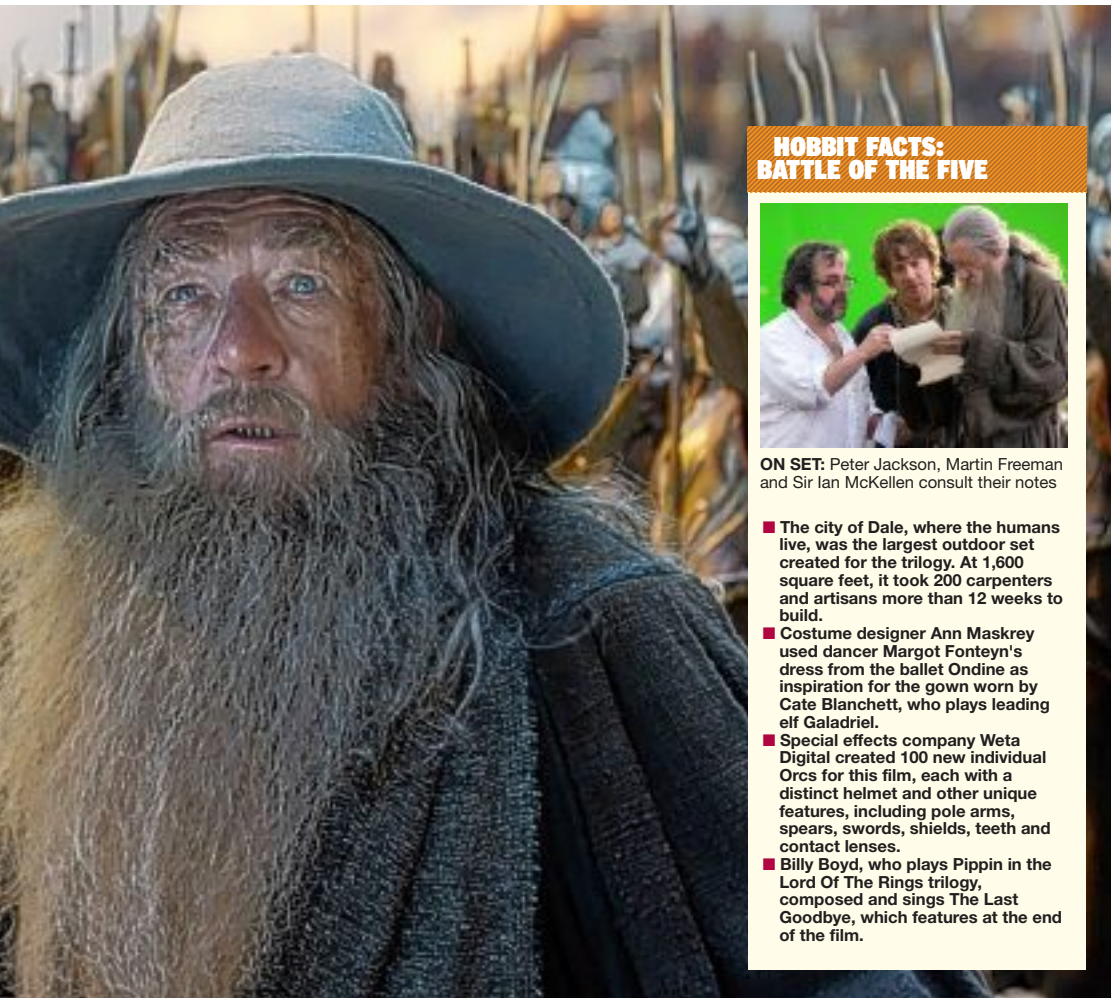 HOBBIT FACTS:
BATTLE OF THE FIVE
ON SET: Peter Jackson, Martin Freeman
and Sir Ian McKellen consult their notes
■ The city of Dale, where the humans
live, was the largest outdoor set
created for the trilogy. At 1,600
square feet, it took 200 carpenters
and artisans more than 12 weeks to
build.
■ Costume designer Ann Maskrey
used dancer Margot Fonteyn's
dress from the ballet Ondine as
inspiration for the gown worn by
Cate Blanchett, who plays leading
elf Galadriel.
■ Special effects company Weta
Digital created 100 new individual
Orcs for this film, each with a
distinct helmet and other unique
features, including pole arms,
spears, swords, shields, teeth and
contact lenses.
■ Billy Boyd, who plays Pippin in the
Lord Of The Rings trilogy,
composed and sings The Last
Goodbye, which features at the end
of the film.